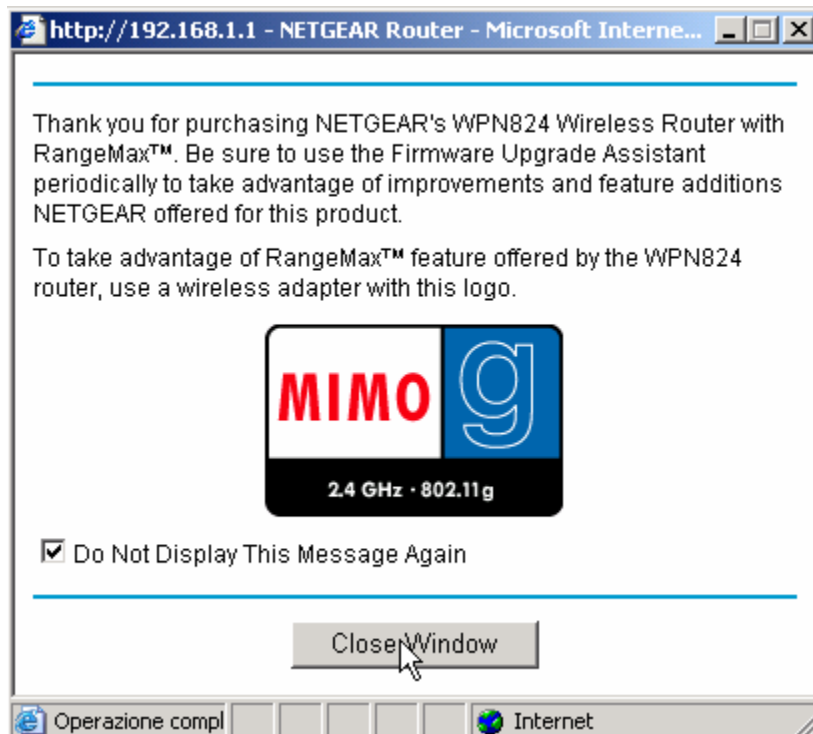 http://192.168.1.1 - NETGEAR Router - Microsoft Interne...
Thank you for purchasing NETGEAR's WPN824 Wireless Router with
RangeMax™. Be sure to use the Firmware Upgrade Assistant
periodically to take advantage of improvements and feature additions
NETGEAR offered for this product.
To take advantage of RangeMax™ feature offered by the WPN824
router, use a wireless adapter with this logo.
MIMO g
2.4 GHz · 802.11g
Do Not Display This Message Again
Close Window
Operazione compl Internet